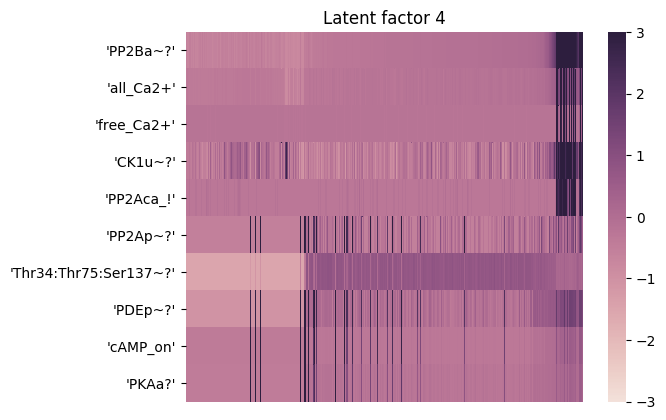 Latent factor 4
'PP2Ba~?'
'all_Ca2+'
'free_Ca2+'
'CK1u~?'
'PP2Aca_!'
'PP2Ap~?'
'Thr34:Thr75:Ser137~?'
'PDEp~?'
'cAMP_on'
'PKAa?'
3
2
1
0
−1
−2
−3